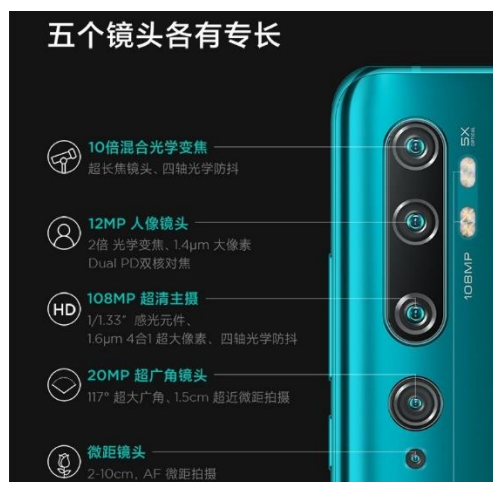 五个镜头各有专长
10倍混合光学变焦
超长焦镜头、四轴光学防抖
12MP 人像镜头
2倍 光学变焦、1.4μm 大像素
Dual PD双核对焦
HD
108MP 超清主摄
1/1.33" 感光元件、
1.6μm 4合1 超大像素、四轴光学防抖
20MP 超广角镜头
117° 超大广角、1.5cm 超近微距拍摄
微距镜头
2-10cm, AF 微距拍摄
5X
108MP